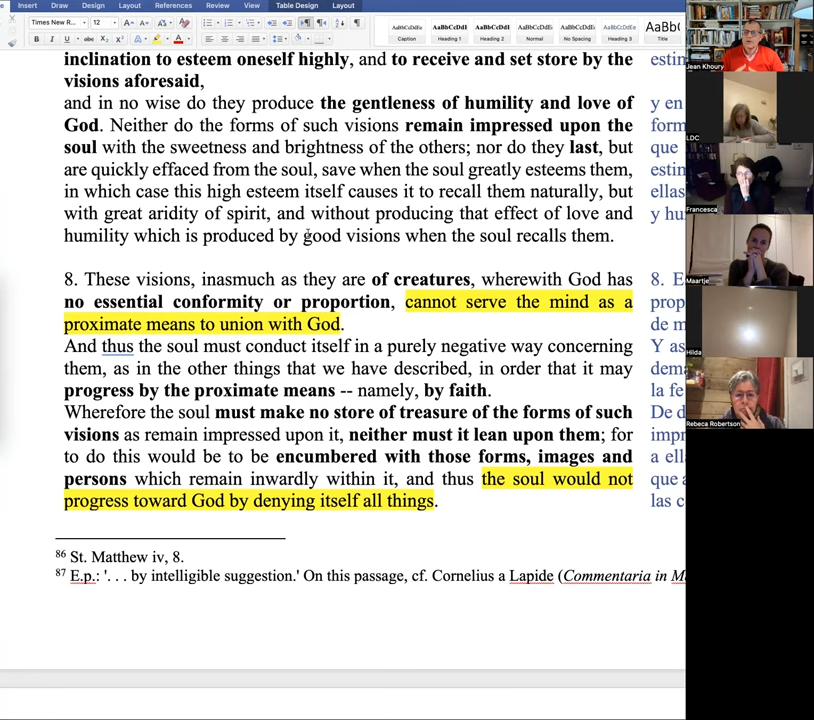 Insert Draw Design Layout References Review View Table Design Layout
Times New R... 12
AaBbCcDdEe AaBbCcDdI AaBbCcDdI AaBbCcDdEe AaBbCcDdEe AaBbCcDdEe AaBb(
Caption Heading 1 Heading 2 Normal No Spacing Heading 3 Title
inclination to esteem oneself highly, and to receive and set store by the
visions aforesaid,
and in no wise do they produce the gentleness of humility and love of
God. Neither do the forms of such visions remain impressed upon the
soul with the sweetness and brightness of the others; nor do they last, but
are quickly effaced from the soul, save when the soul greatly esteems them,
in which case this high esteem itself causes it to recall them naturally, but
with great aridity of spirit, and without producing that effect of love and
humility which is produced by good visions when the soul recalls them.
8. These visions, inasmuch as they are of creatures, wherewith God has
no essential conformity or proportion, cannot serve the mind as a
proximate means to union with God.
And thus the soul must conduct itself in a purely negative way concerning
them, as in the other things that we have described, in order that it may
progress by the proximate means -- namely, by faith.
Wherefore the soul must make no store of treasure of the forms of such
visions as remain impressed upon it, neither must it lean upon them; for
to do this would be to be encumbered with those forms, images and
persons which remain inwardly within it, and thus the soul would not
progress toward God by denying itself all things.
86 St. Matthew iv, 8.
87 E.p.: '. . . by intelligible suggestion.' On this passage, cf. Cornelius a Lapide (Commentaria in M
estin
y en
form
que
estin
ellas
y hu
8. E
prop
de m
Y as
dema
la fe
De d
impr
a ell
que a
las c
Jean Khoury
LDC
Francesca
Maartje
Hilda
Rebeca Robertson